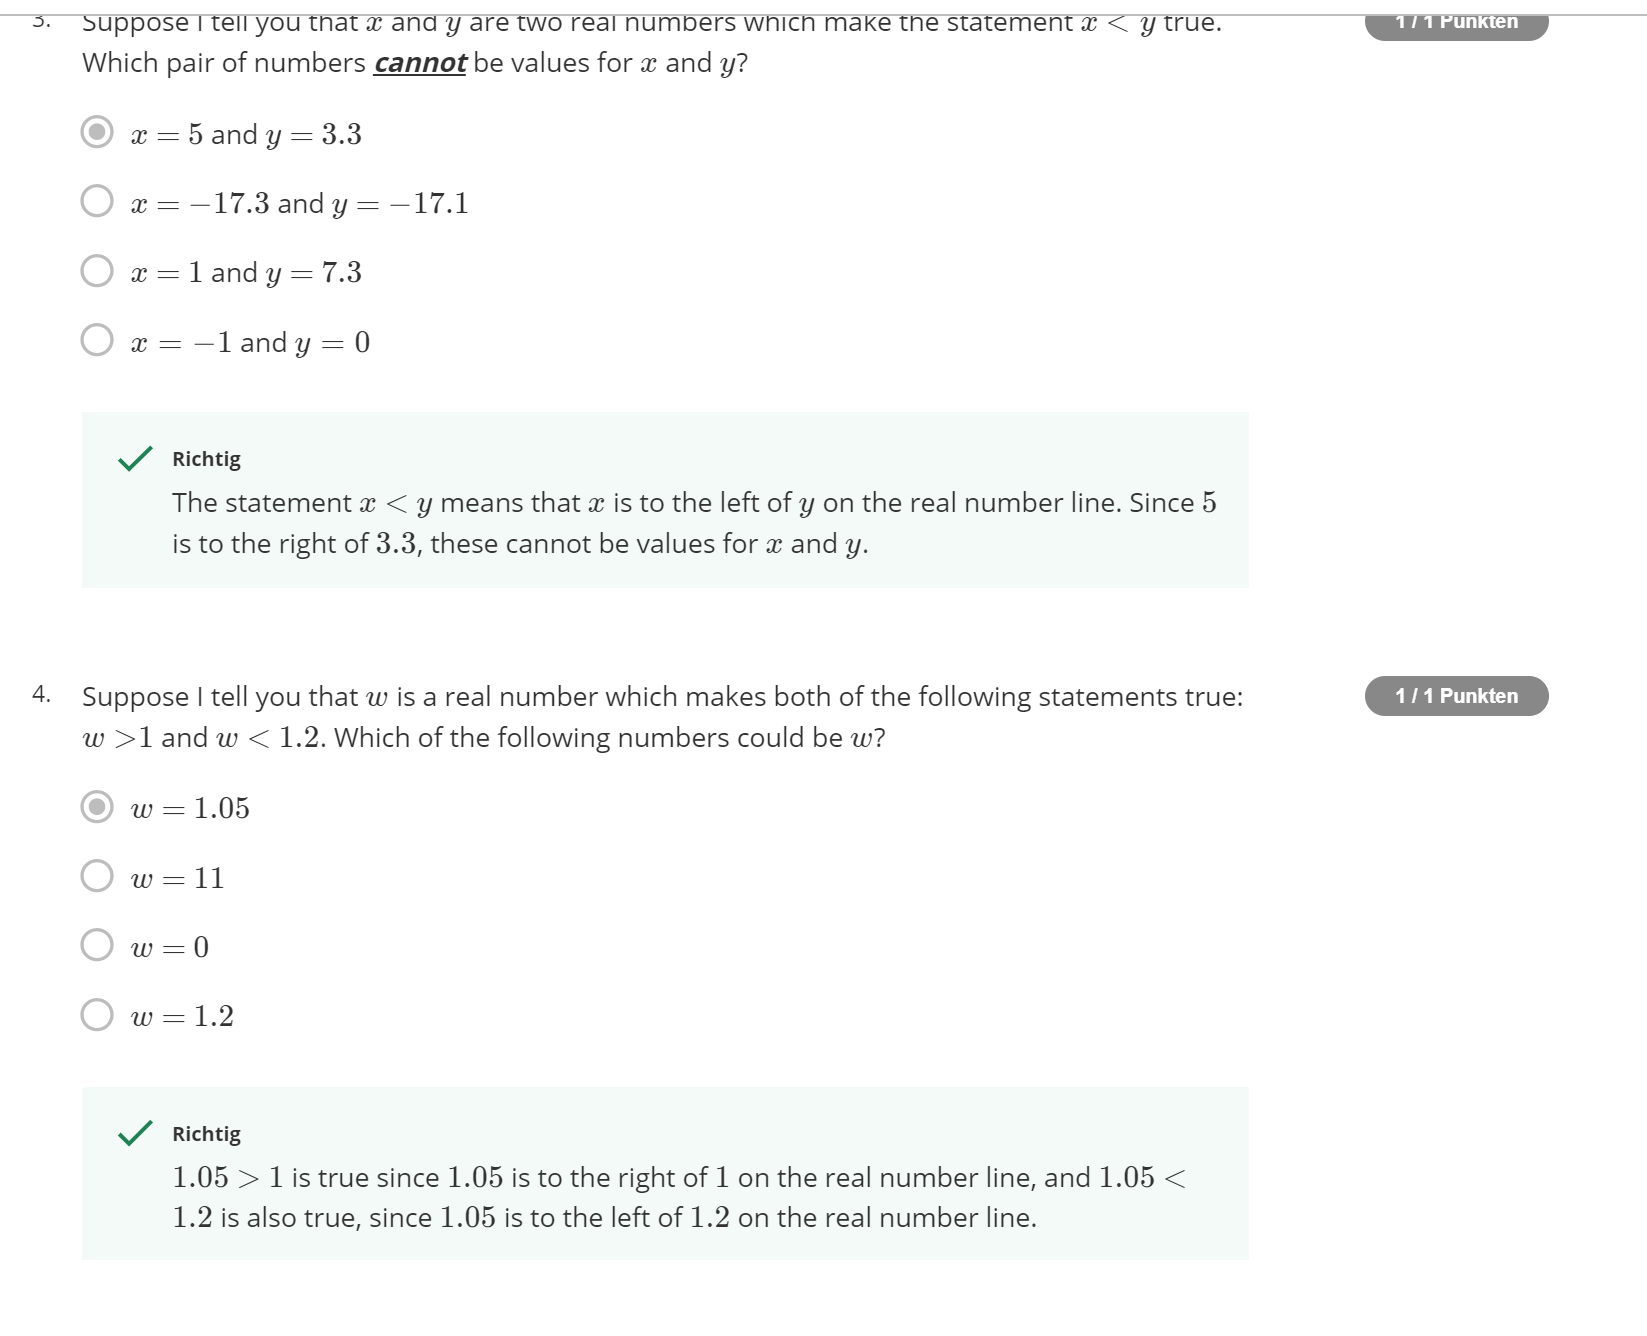 3. Suppose I tell you that x and y are two real numbers which make the statement x < y true. 1 / 1 Punkten
Which pair of numbers cannot be values for x and y?
x = 5 and y = 3.3
x = −17.3 and y = −17.1
x = 1 and y = 7.3
x = −1 and y = 0
Richtig
The statement x < y means that x is to the left of y on the real number line. Since 5
is to the right of 3.3, these cannot be values for x and y.
4. Suppose I tell you that w is a real number which makes both of the following statements true: 1 / 1 Punkten
w >1 and w < 1.2. Which of the following numbers could be w?
w = 1.05
w = 11
w = 0
w = 1.2
Richtig
1.05 > 1 is true since 1.05 is to the right of 1 on the real number line, and 1.05 <
1.2 is also true, since 1.05 is to the left of 1.2 on the real number line.